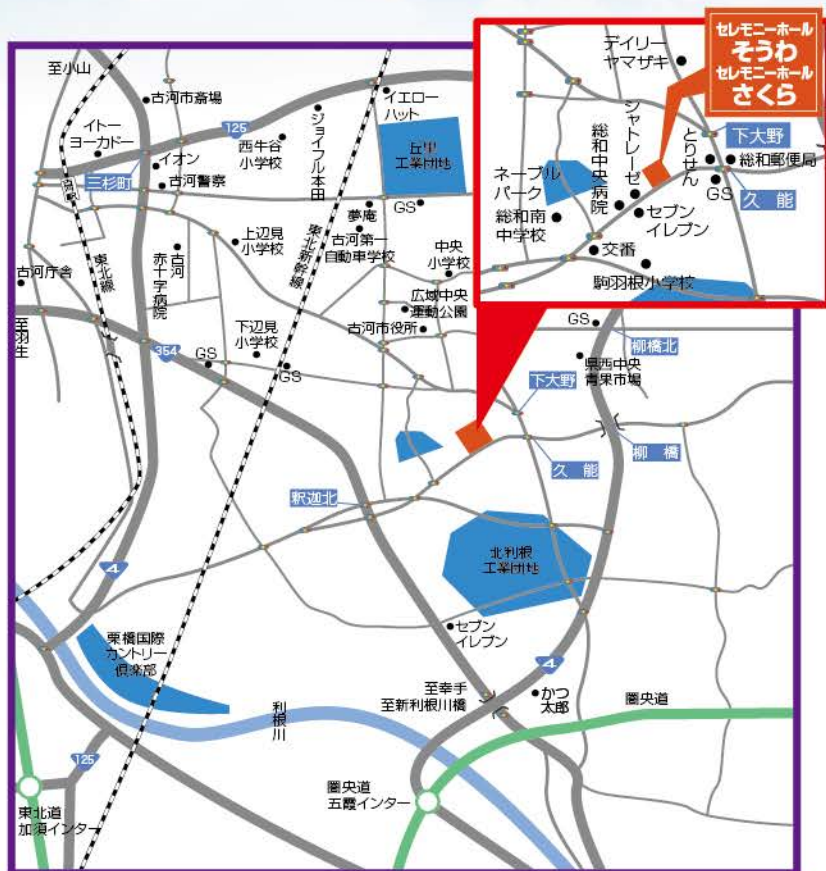 セレモニーホール
そうわ
セレモニーホール
さくら
デイリー
ヤマザキ
シャトレーゼ
総和中央病院
とりせん
下大野
総和郵便局
GS
久能
ネーブル
パーク
総和南
中学校
セブン
イレブン
交番
駒羽根小学校
至小山
古河市斎場
イトー
ヨーカドー
125
イオン
三杉町
古河警察
西牛谷
小学校
ジョイフル本田
イエロー
ハット
丘里
工業団地
夢庵
GS
古河第一
自動車学校
東北新幹線
上辺見
小学校
古河
赤十字病院
東北線
古河庁舎
至羽生
中央
小学校
広域中央
運動公園
古河市役所
下辺見
小学校
354
GS
GS
GS
柳橋北
県西中央
青果市場
下大野
久能
柳橋
釈迦北
北利根
工業団地
4
セブン
イレブン
栗橋国際
カントリー
倶楽部
利根川
4
至幸手
至新利根川橋
かつ
太郎
圏央道
125
東北道
加須インター
圏央道
五霞インター